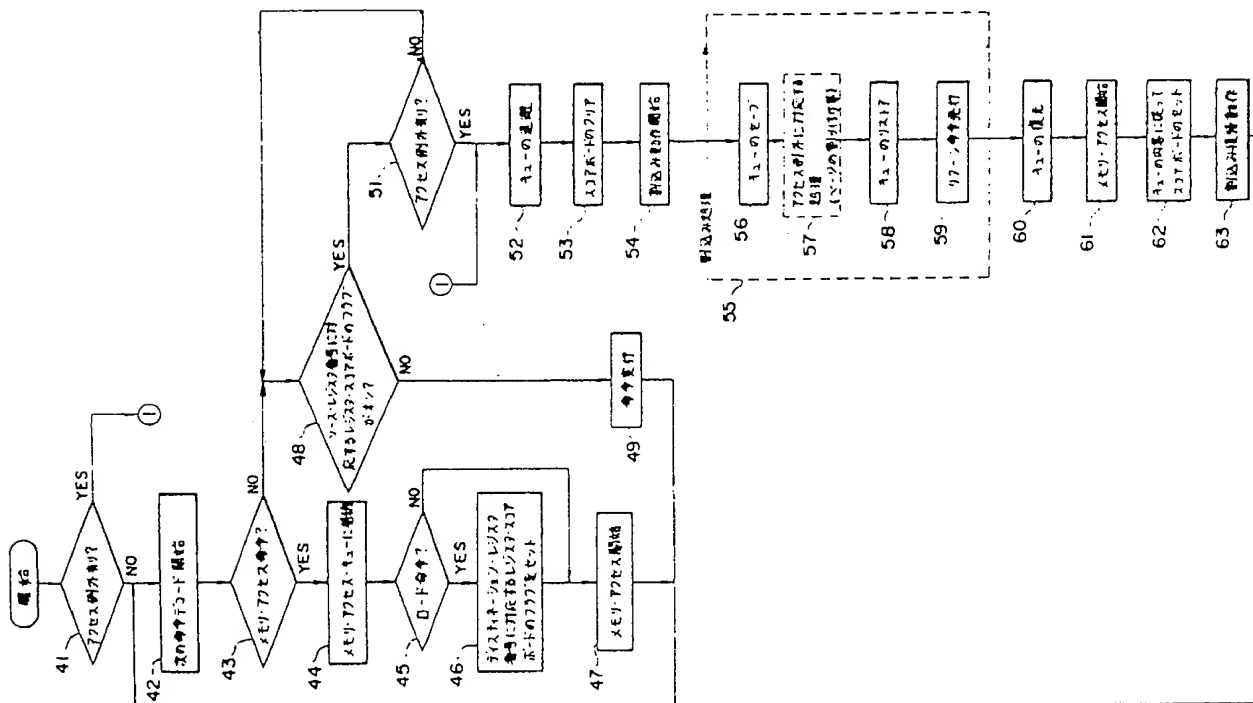 開始
41
アクセス例外有り?
YES
①
NO
42
次の命令デコード開始
43
メモリ・アクセス命令?
NO
YES
44
メモリ・アクセス・キューに格納
45
ロード命令?
NO
YES
46
ディスティネーション・レジスタ
番号に対応するレジスタ・スコア
ボードのフラグをセット
47
メモリ・アクセス開始
48
ソース・レジスタ番号に対
応するレジスタ・スコアボードのフラグ
がオン?
YES
NO
49
命令実行
51
アクセス例外有り?
NO
YES
①
52
キューの退避
53
スコアボードのクリア
54
割込み動作開始
55
割込み処理
56
キューのセーブ
57
アクセス例外に対応する
処理
(ページの割り付け等)
58
キューのリストア
59
リターン命令発行
60
キューの復元
61
メモリ・アクセス開始
62
キューの内容に従って
スコアボードのセット
63